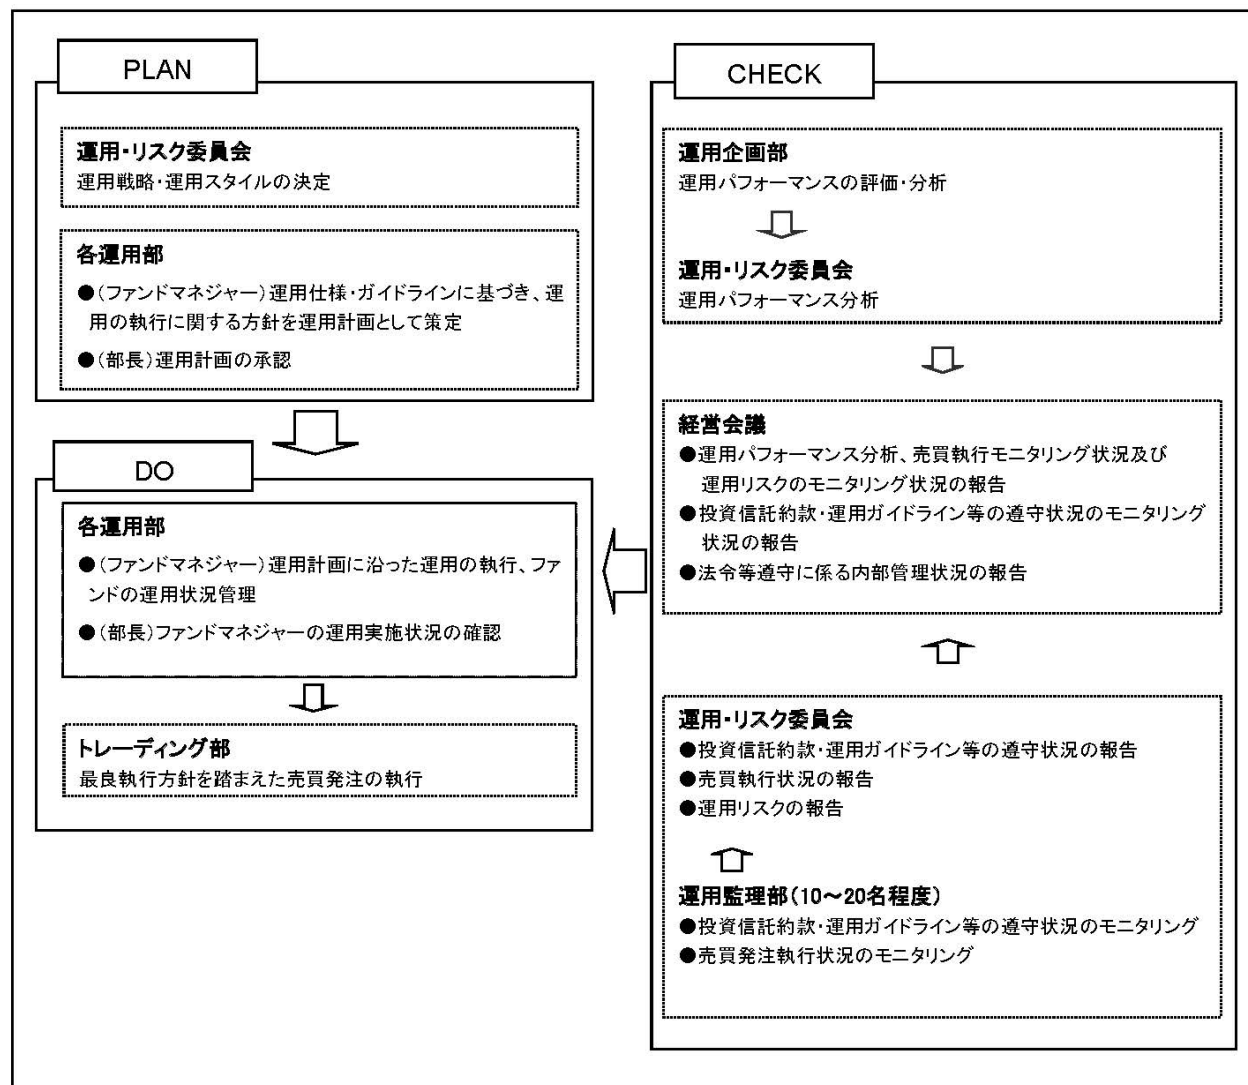 PLAN
運用・リスク委員会
運用戦略・運用スタイルの決定
各運用部
●(ファンドマネジャー)運用仕様・ガイドラインに基づき、運
用の執行に関する方針を運用計画として策定
●(部長)運用計画の承認
DO
各運用部
●(ファンドマネジャー)運用計画に沿った運用の執行、ファ
ンドの運用状況管理
●(部長)ファンドマネジャーの運用実施状況の確認
トレーディング部
最良執行方針を踏まえた売買発注の執行
CHECK
運用企画部
運用パフォーマンスの評価・分析
運用・リスク委員会
運用パフォーマンス分析
経営会議
●運用パフォーマンス分析、売買執行モニタリング状況及び
運用リスクのモニタリング状況の報告
●投資信託約款・運用ガイドライン等の遵守状況のモニタリング
状況の報告
●法令等遵守に係る内部管理状況の報告
運用・リスク委員会
●投資信託約款・運用ガイドライン等の遵守状況の報告
●売買執行状況の報告
●運用リスクの報告
運用監理部(10~20名程度)
●投資信託約款・運用ガイドライン等の遵守状況のモニタリング
●売買発注執行状況のモニタリング